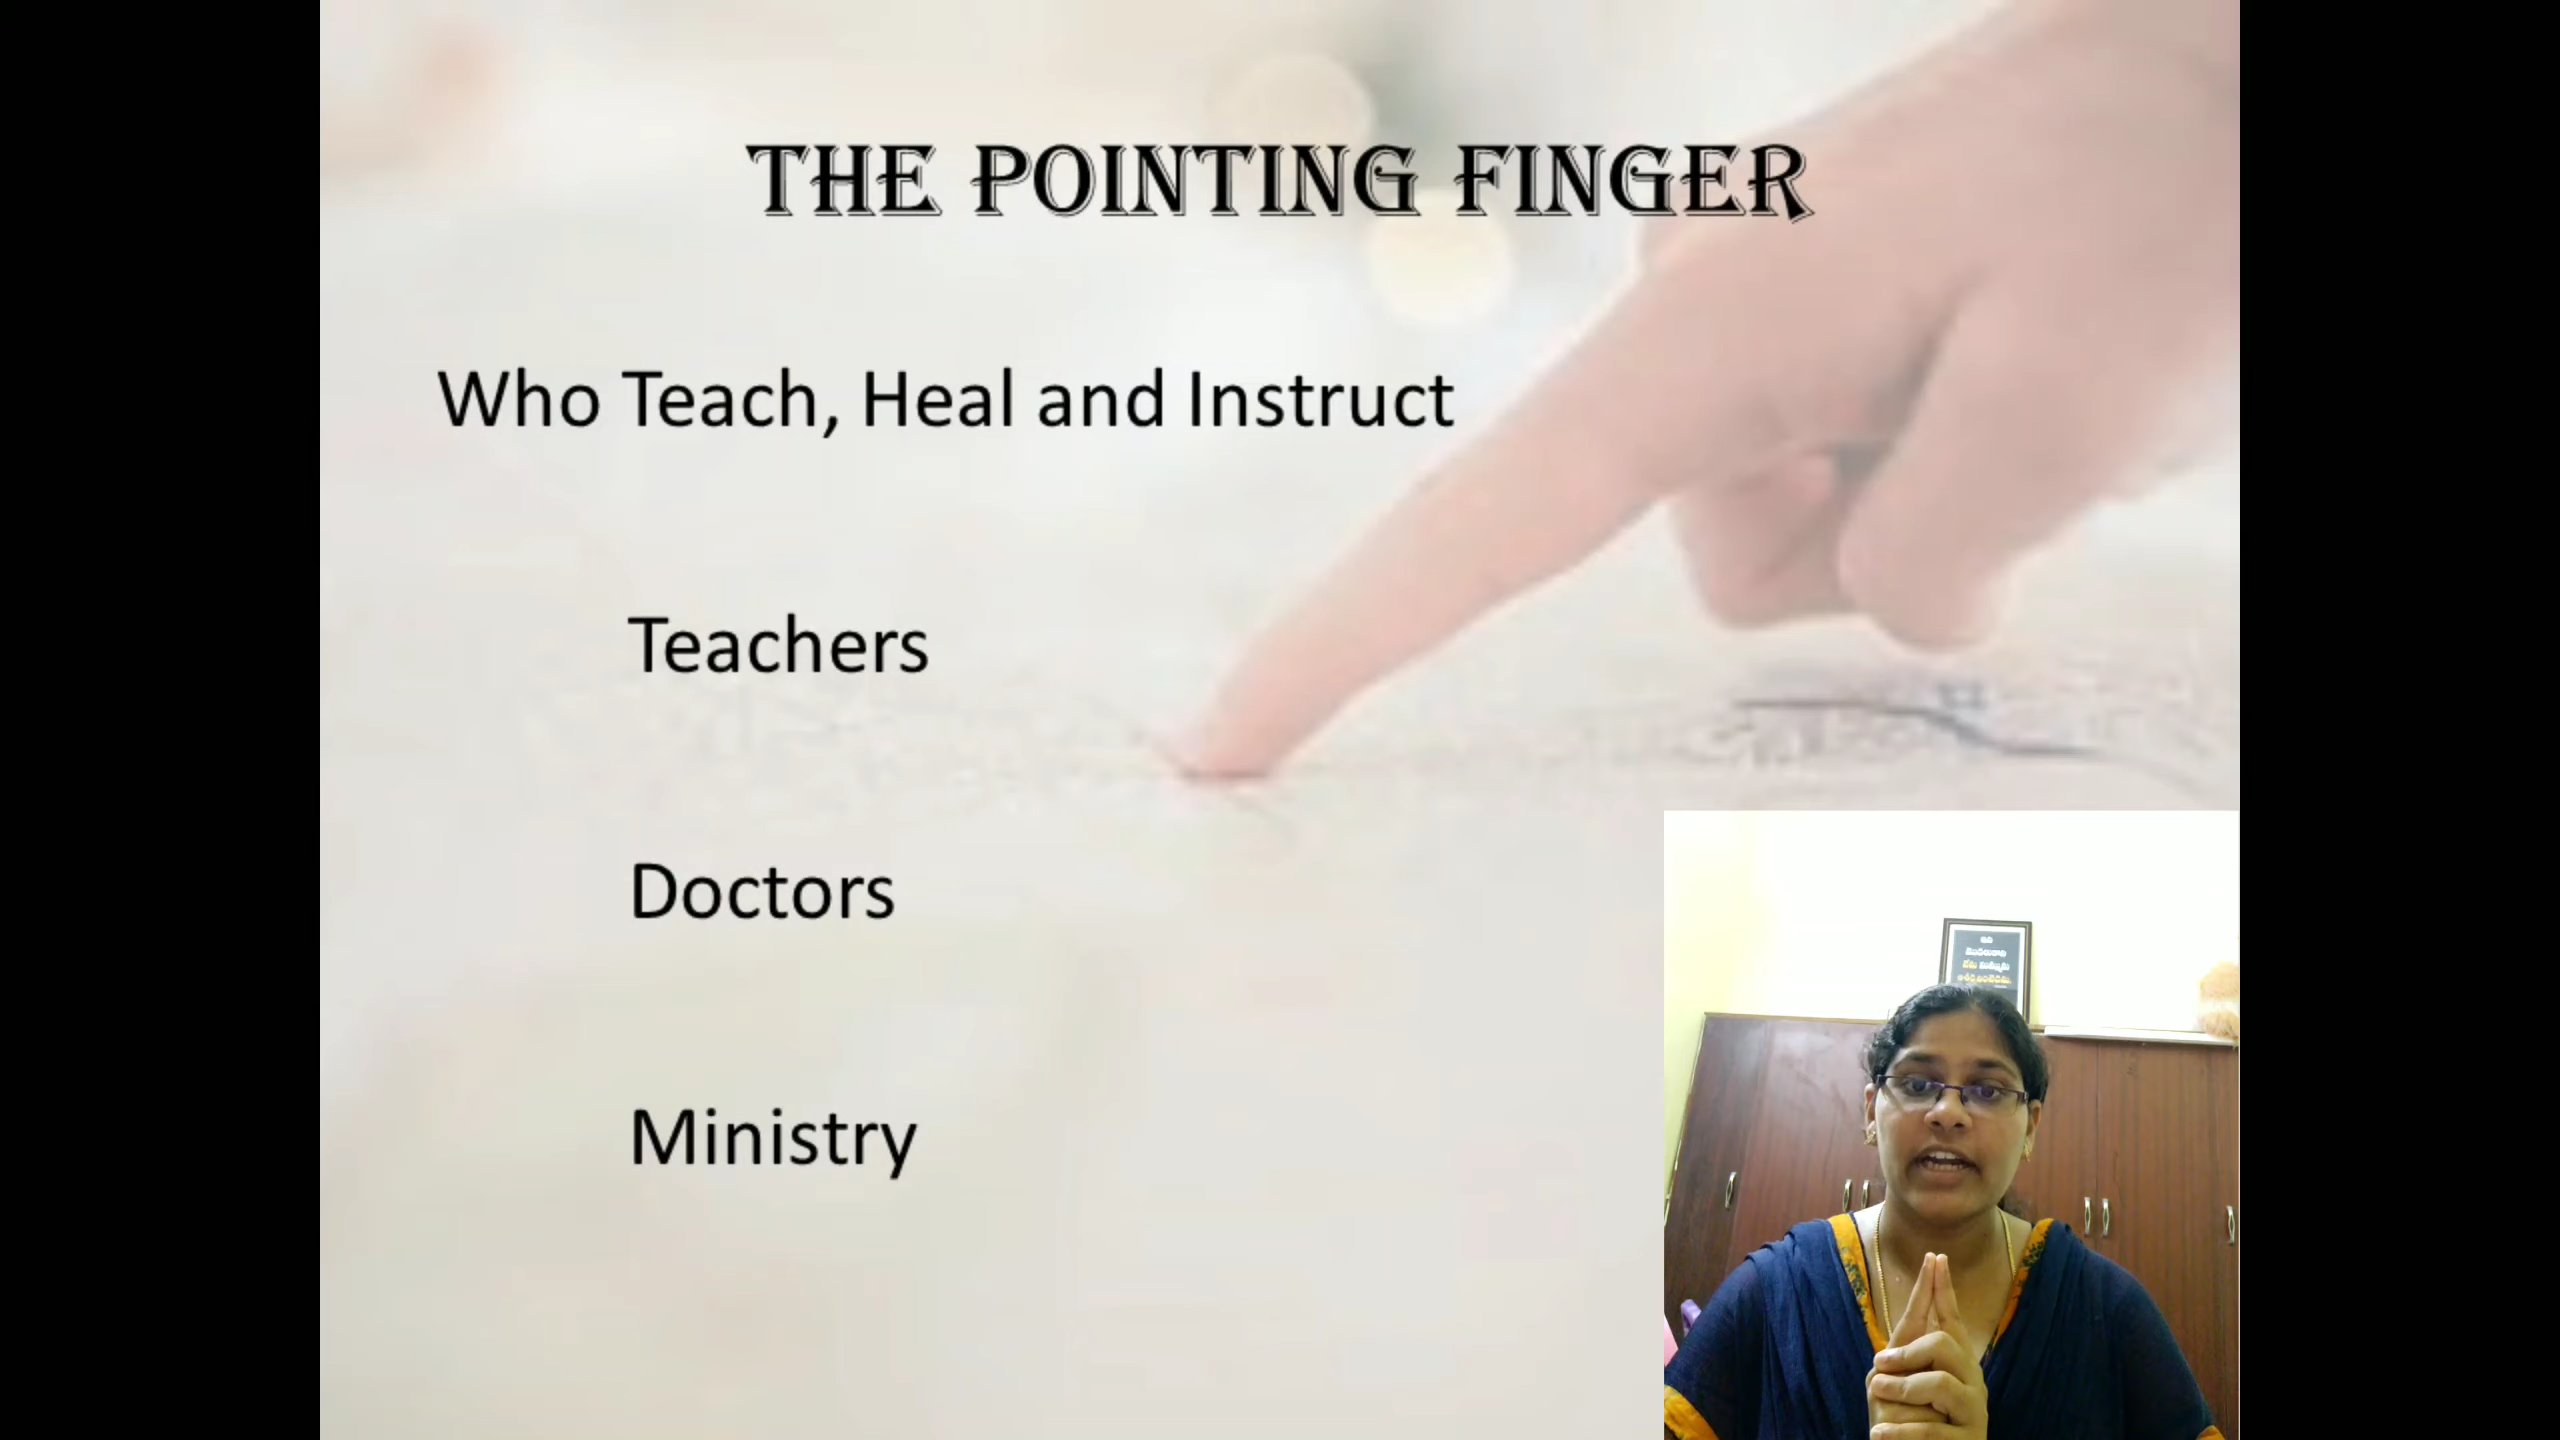 THE POINTING FINGER
Who Teach, Heal and Instruct
Teachers
Doctors
Ministry